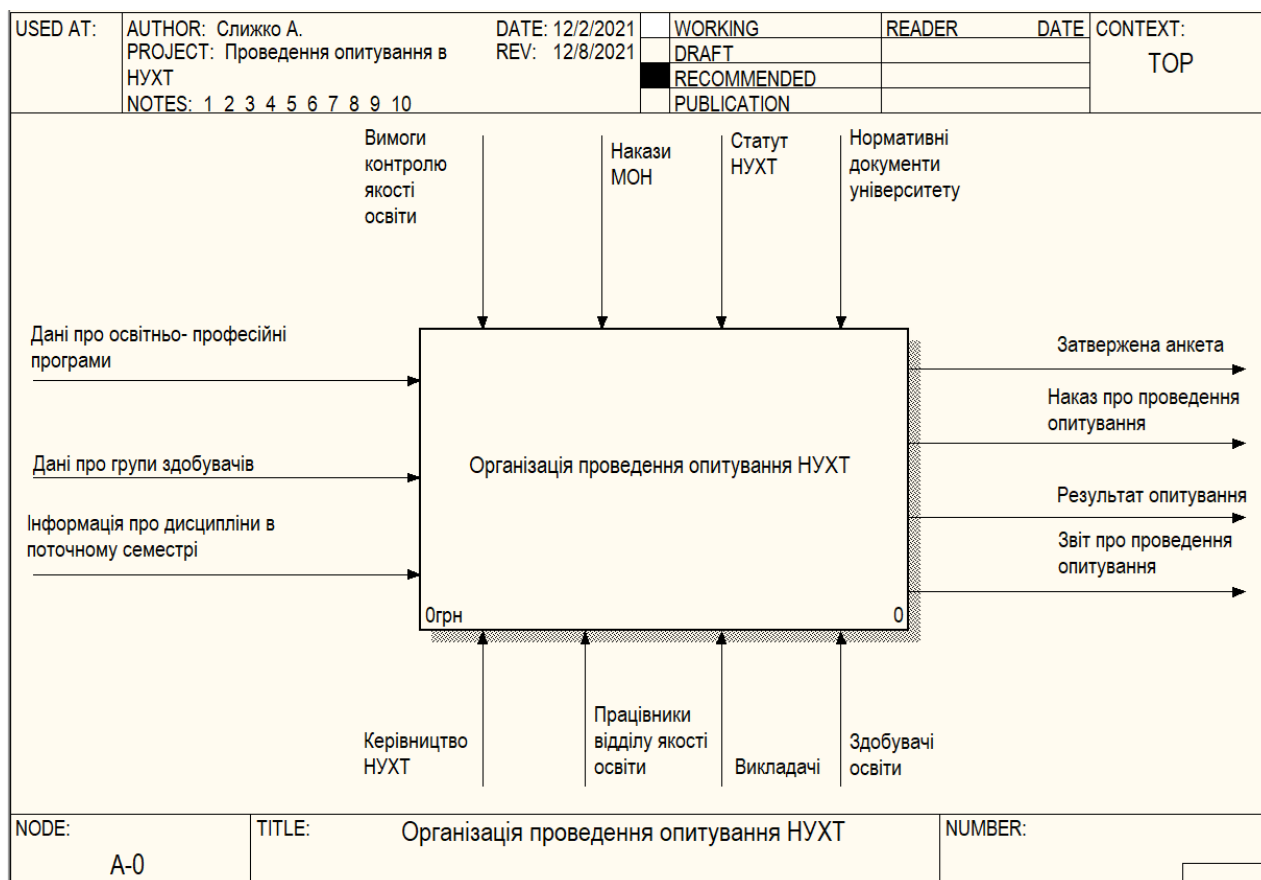 USED AT:
AUTHOR: Слижко А.
DATE: 12/2/2021
PROJECT: Проведення опитування в
НУХТ
REV: 12/8/2021
NOTES: 1 2 3 4 5 6 7 8 9 10
WORKING
DRAFT
RECOMMENDED
PUBLICATION
READER
DATE
CONTEXT:
TOP
Вимоги
контролю
якості
освіти
Накази
МОН
Статут
НУХТ
Нормативні
документи
університету
Дані про освітньо- професійні
програми
Дані про групи здобувачів
Інформація про дисципліни в
поточному семестрі
Організація проведення опитування НУХТ
0грн
0
Затвержена анкета
Наказ про проведення
опитування
Результат опитування
Звіт про проведення
опитування
Керівництво
НУХТ
Працівники
відділу якості
освіти
Викладачі
Здобувачі
освіти
NODE:
A-0
TITLE:
Організація проведення опитування НУХТ
NUMBER: